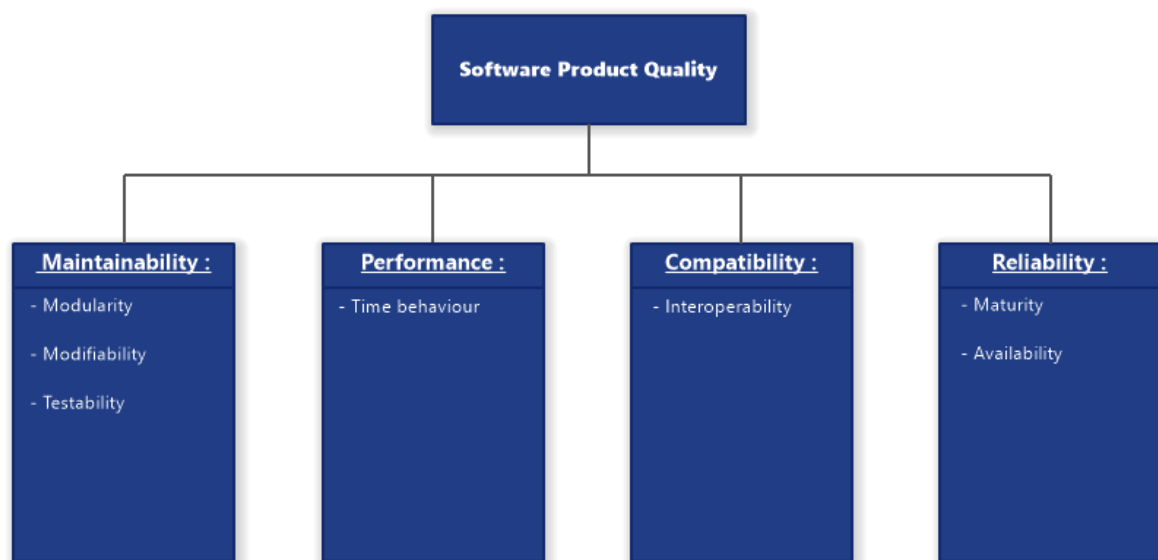 Software Product Quality
Maintainability :
- Modularity
- Modifiability
- Testability
Performance :
- Time behaviour
Compatibility :
- Interoperability
Reliability :
- Maturity
- Availability